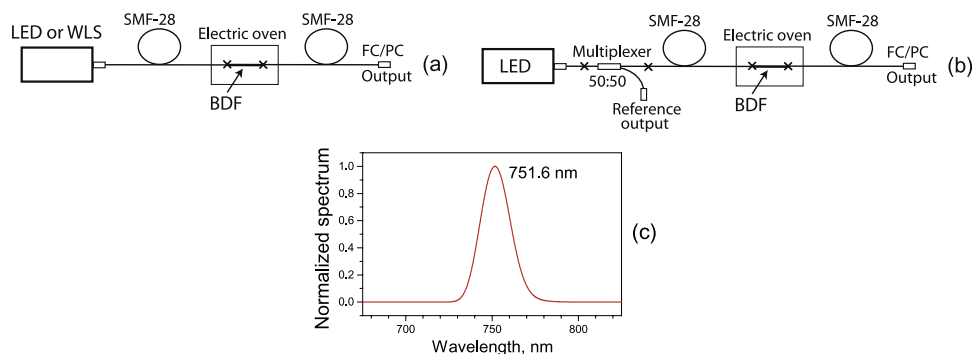 LED or WLS
SMF-28
Electric oven
SMF-28
FC/PC
Output
BDF
(a)
LED
Multiplexer
50:50
Reference
output
SMF-28
Electric oven
SMF-28
FC/PC
Output
BDF
(b)
Normalized spectrum
1.0
0.8
0.6
0.4
0.2
0.0
751.6 nm
700
750
800
Wavelength, nm
(c)